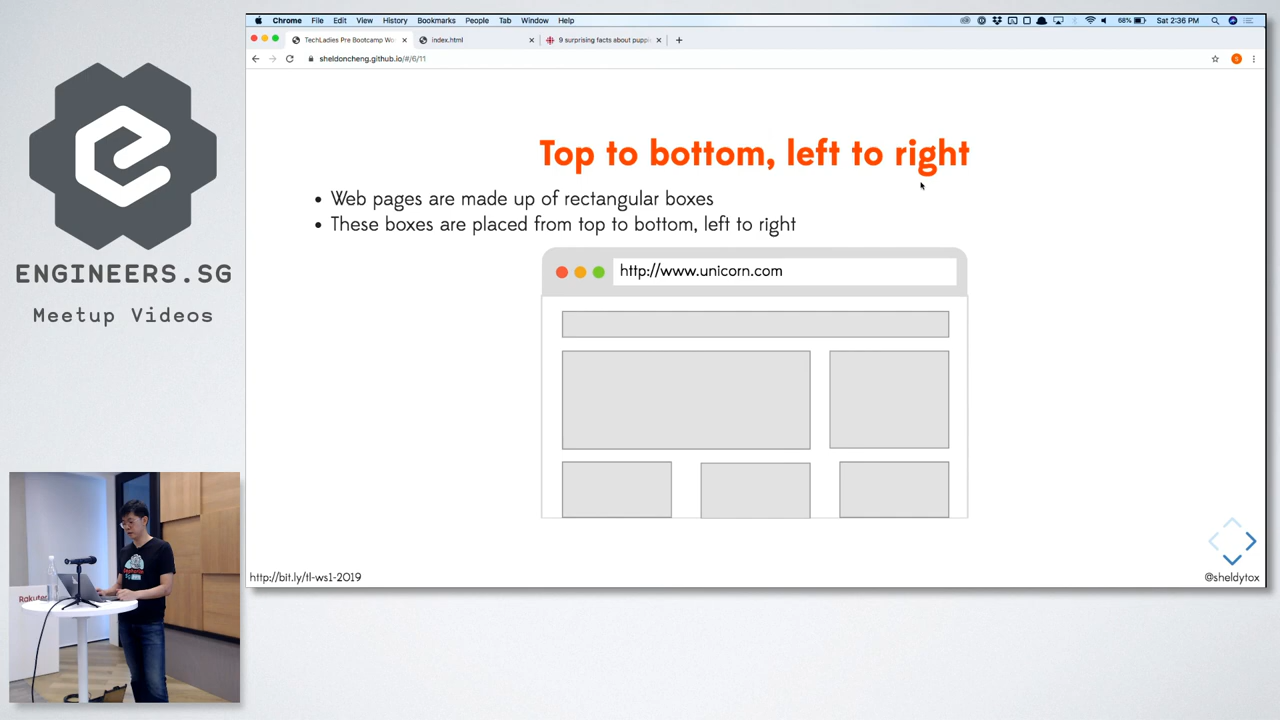 Chrome File Edit View History Bookmarks People Tab Window Help
68% Sat 2:36 PM
TechLadies Pre Bootcamp Wo
index.html
9 surprising facts about pupp
sheldoncheng.github.io/#/6/11
S
ENGINEERS.SG
Meetup Videos
Top to bottom, left to right
• Web pages are made up of rectangular boxes
• These boxes are placed from top to bottom, left to right
http://www.unicorn.com
Rakuten
http://bit.ly/tl-ws1-2019
@sheldytox